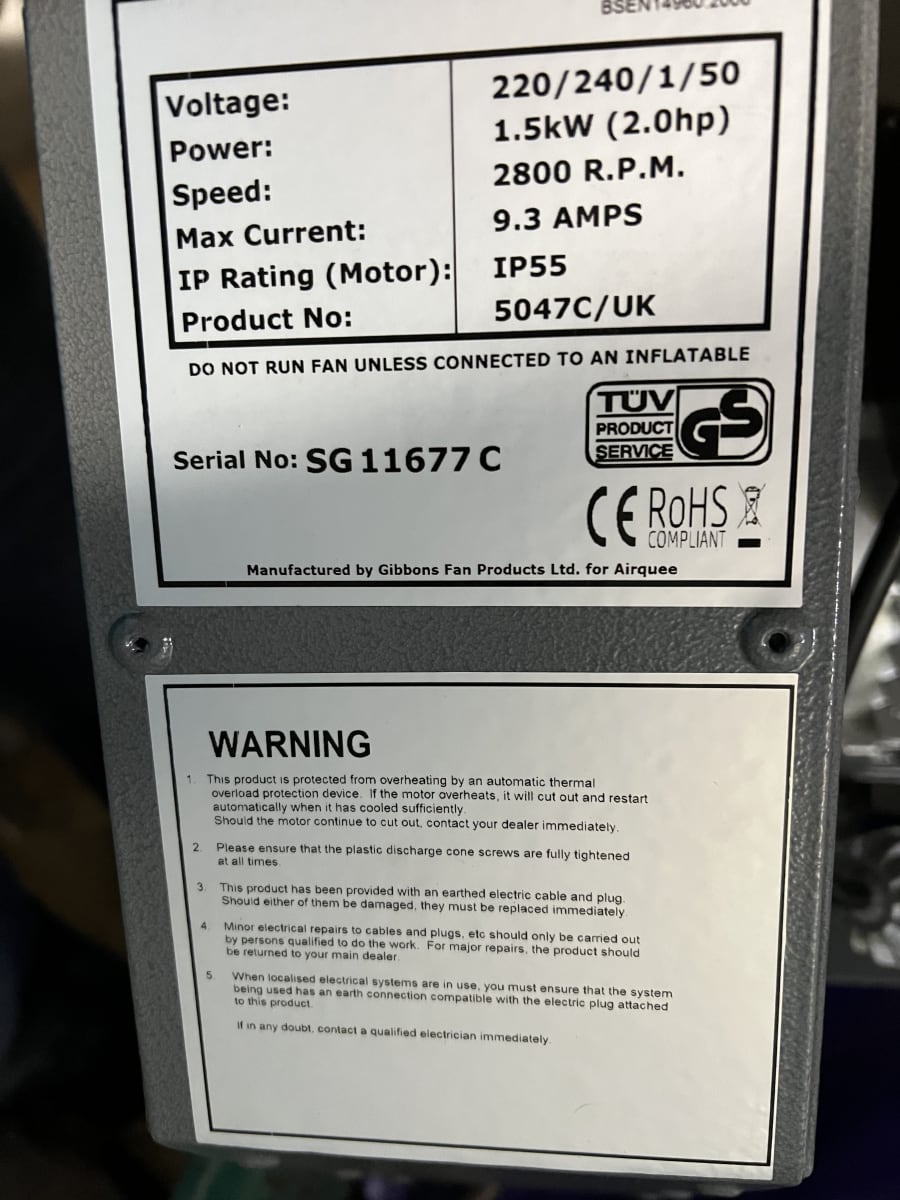 BSEN14960:2006
Voltage: 220/240/1/50
Power: 1.5kW (2.0hp)
Speed: 2800 R.P.M.
Max Current: 9.3 AMPS
IP Rating (Motor): IP55
Product No: 5047C/UK
DO NOT RUN FAN UNLESS CONNECTED TO AN INFLATABLE
TÜV
PRODUCT
SERVICE
GS
Serial No: SG 11677 C
CE RoHS
COMPLIANT
Manufactured by Gibbons Fan Products Ltd. for Airquee
WARNING
1. This product is protected from overheating by an automatic thermal
overload protection device. If the motor overheats, it will cut out and restart
automatically when it has cooled sufficiently.
Should the motor continue to cut out, contact your dealer immediately.
2. Please ensure that the plastic discharge cone screws are fully tightened
at all times.
3. This product has been provided with an earthed electric cable and plug.
Should either of them be damaged, they must be replaced immediately.
4. Minor electrical repairs to cables and plugs, etc should only be carried out
by persons qualified to do the work. For major repairs, the product should
be returned to your main dealer.
5. When localised electrical systems are in use, you must ensure that the system
being used has an earth connection compatible with the electric plug attached
to this product.
If in any doubt, contact a qualified electrician immediately.